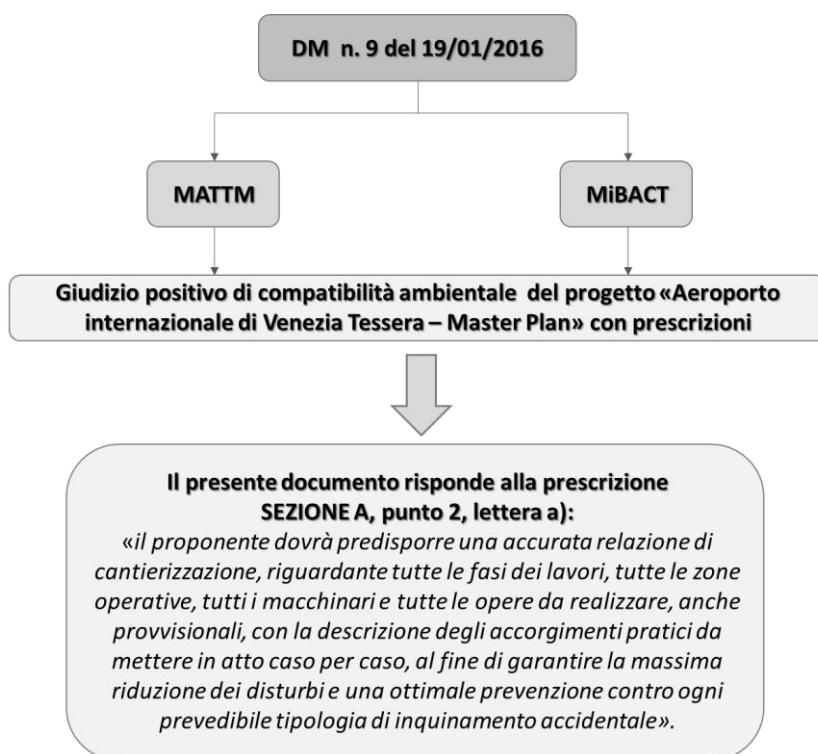 DM n. 9 del 19/01/2016
MATTM
MiBACT
Giudizio positivo di compatibilità ambientale del progetto «Aeroporto
internazionale di Venezia Tessera – Master Plan» con prescrizioni
Il presente documento risponde alla prescrizione
SEZIONE A, punto 2, lettera a):
«il proponente dovrà predisporre una accurata relazione di
cantierizzazione, riguardante tutte le fasi dei lavori, tutte le zone
operative, tutti i macchinari e tutte le opere da realizzare, anche
provvisionali, con la descrizione degli accorgimenti pratici da
mettere in atto caso per caso, al fine di garantire la massima
riduzione dei disturbi e una ottimale prevenzione contro ogni
prevedibile tipologia di inquinamento accidentale».